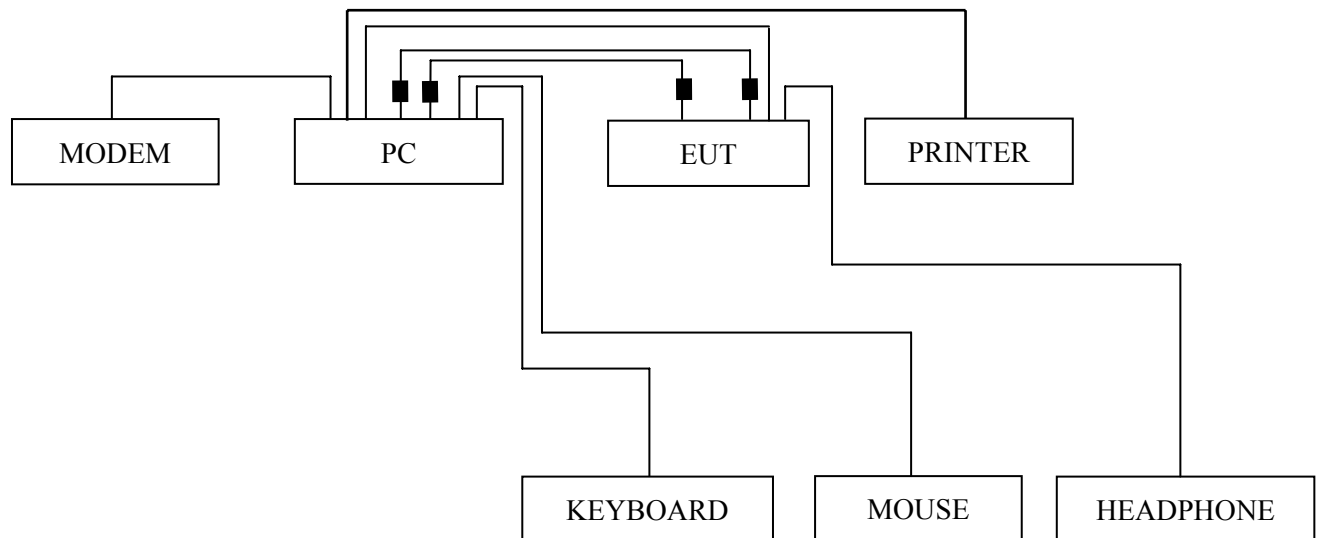 MODEM
PC
EUT
PRINTER
KEYBOARD
MOUSE
HEADPHONE